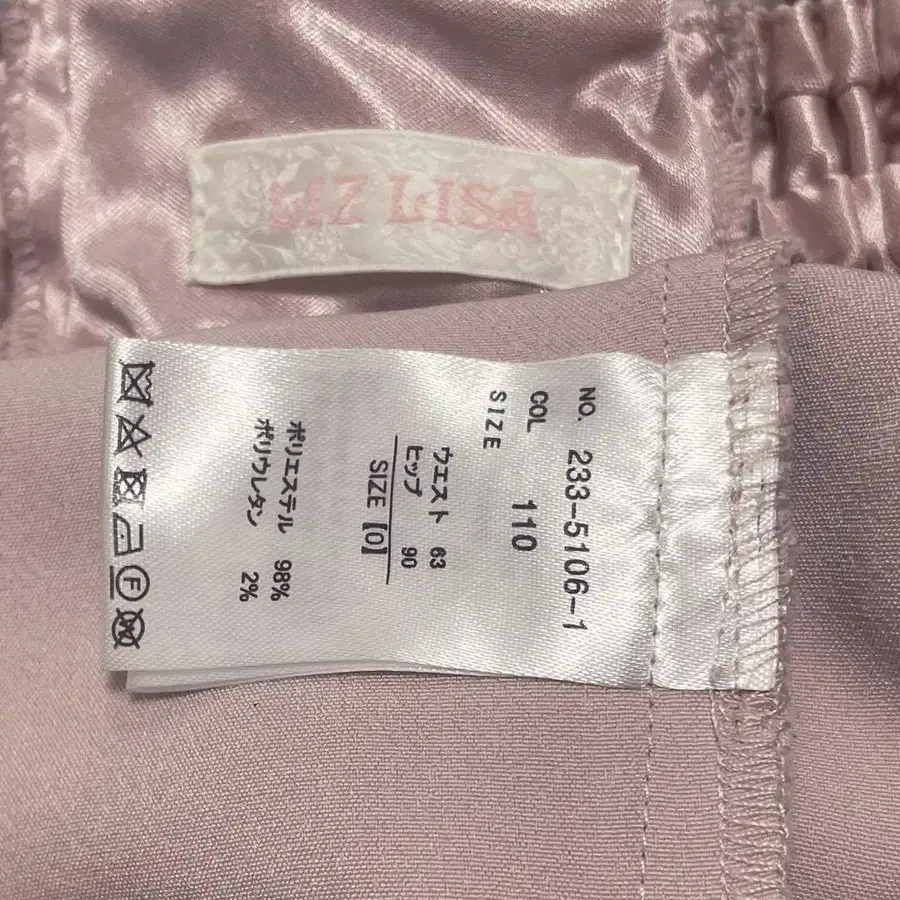 LIZ LISA
NO. 233-5106-1
COL 110
SIZE
ウエスト 63
ヒップ 90
SIZE【0】
ポリエステル 98%
ポリウレタン 2%
F
W